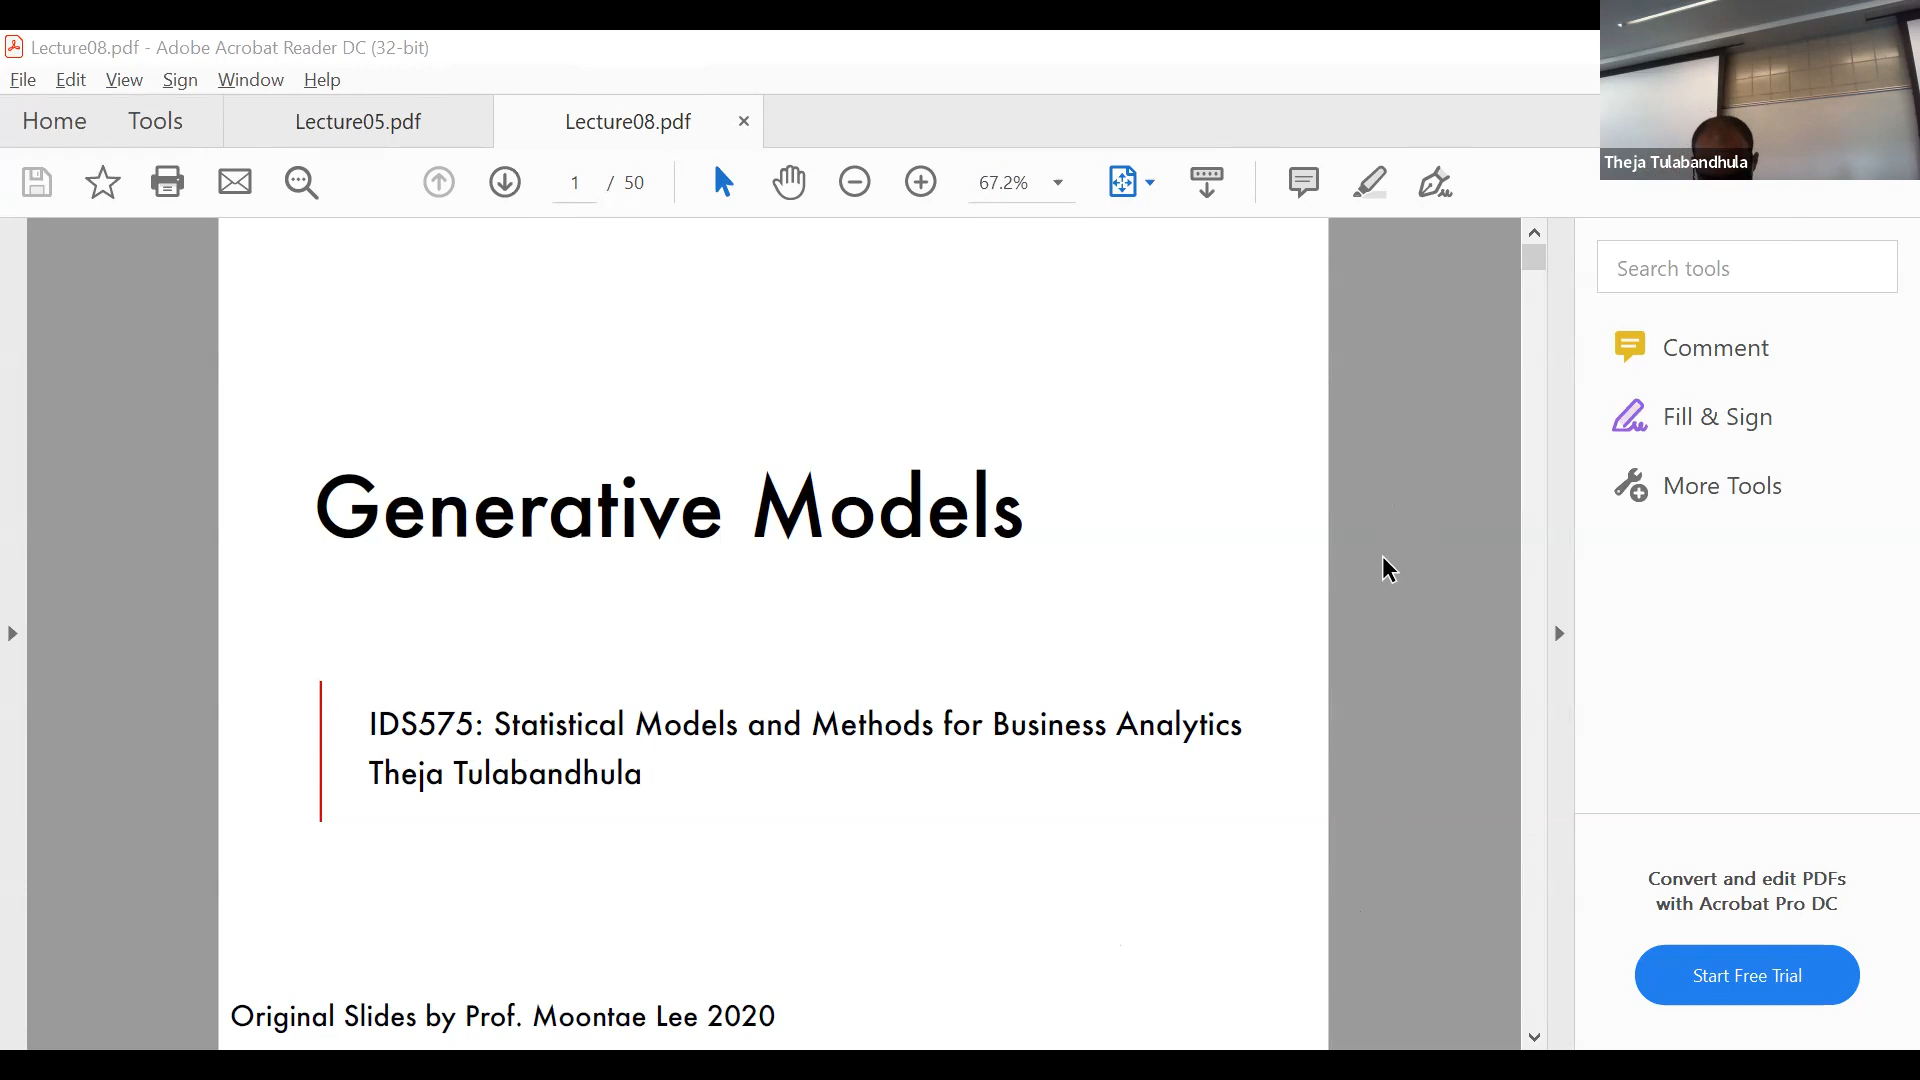 Lecture08.pdf - Adobe Acrobat Reader DC (32-bit)
File Edit View Sign Window Help
Home Tools Lecture05.pdf Lecture08.pdf ×
1 / 50 67.2%
Theja Tulabandhula
Search tools
Comment
Fill & Sign
More Tools
Generative Models
IDS575: Statistical Models and Methods for Business Analytics
Theja Tulabandhula
Original Slides by Prof. Moontae Lee 2020
Convert and edit PDFs
with Acrobat Pro DC
Start Free Trial